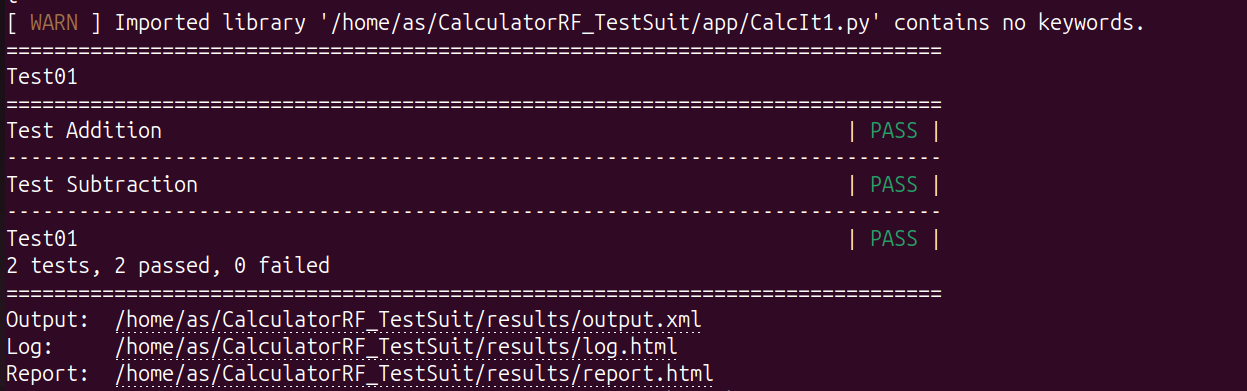 [ WARN ] Imported library '/home/as/CalculatorRF_TestSuit/app/CalcIt1.py' contains no keywords.
==============================================================================
Test01
==============================================================================
Test Addition | PASS |
------------------------------------------------------------------------------
Test Subtraction | PASS |
------------------------------------------------------------------------------
Test01 | PASS |
2 tests, 2 passed, 0 failed
==============================================================================
Output: /home/as/CalculatorRF_TestSuit/results/output.xml
Log: /home/as/CalculatorRF_TestSuit/results/log.html
Report: /home/as/CalculatorRF_TestSuit/results/report.html